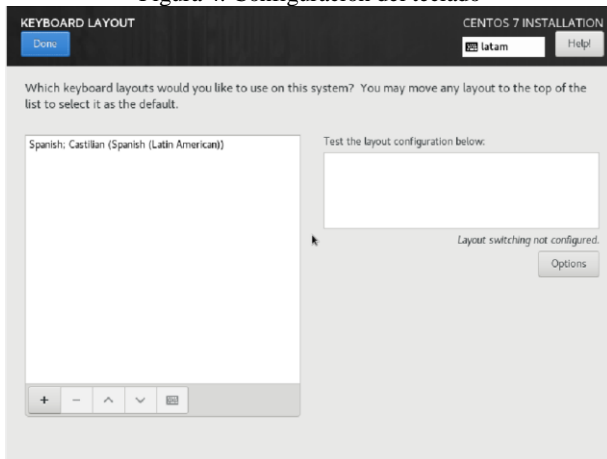 Figura 4. Configuración del teclado
KEYBOARD LAYOUT
CENTOS 7 INSTALLATION
Done
latam
Help!
Which keyboard layouts would you like to use on this system? You may move any layout to the top of the
list to select it as the default.
Spanish; Castilian (Spanish (Latin American))
Test the layout configuration below:
Layout switching not configured.
Options